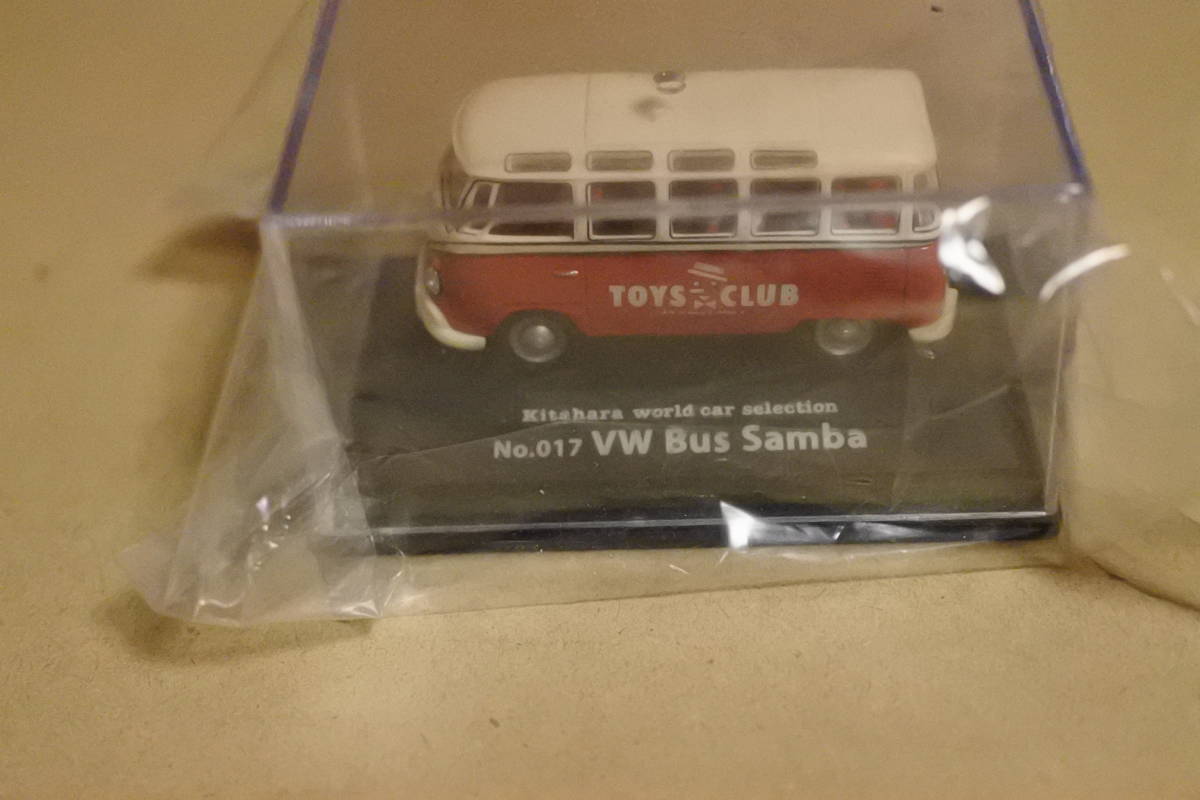 TOYS CLUB
Kitahara world car selection
No.017 VW Bus Samba